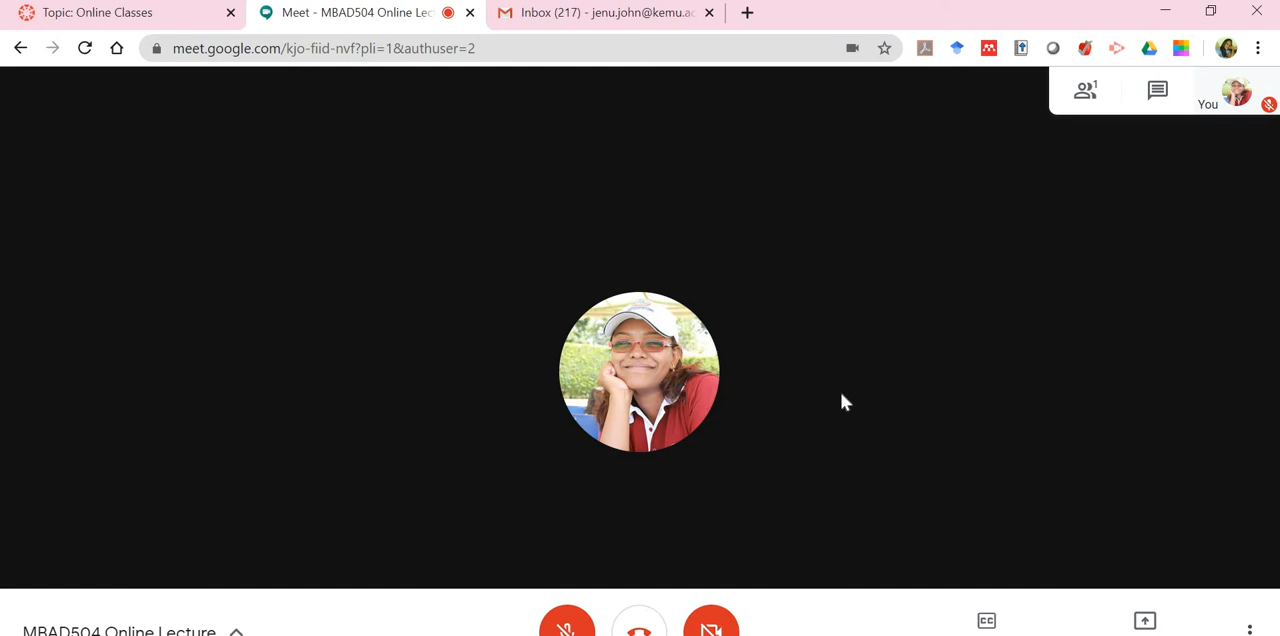 Topic: Online Classes
Meet - MBAD504 Online Lec
Inbox (217) - jenu.john@kemu.ac
meet.google.com/kjo-fiid-nvf?pli=1&authuser=2
1
You
MBAD504 Online Lecture
CC